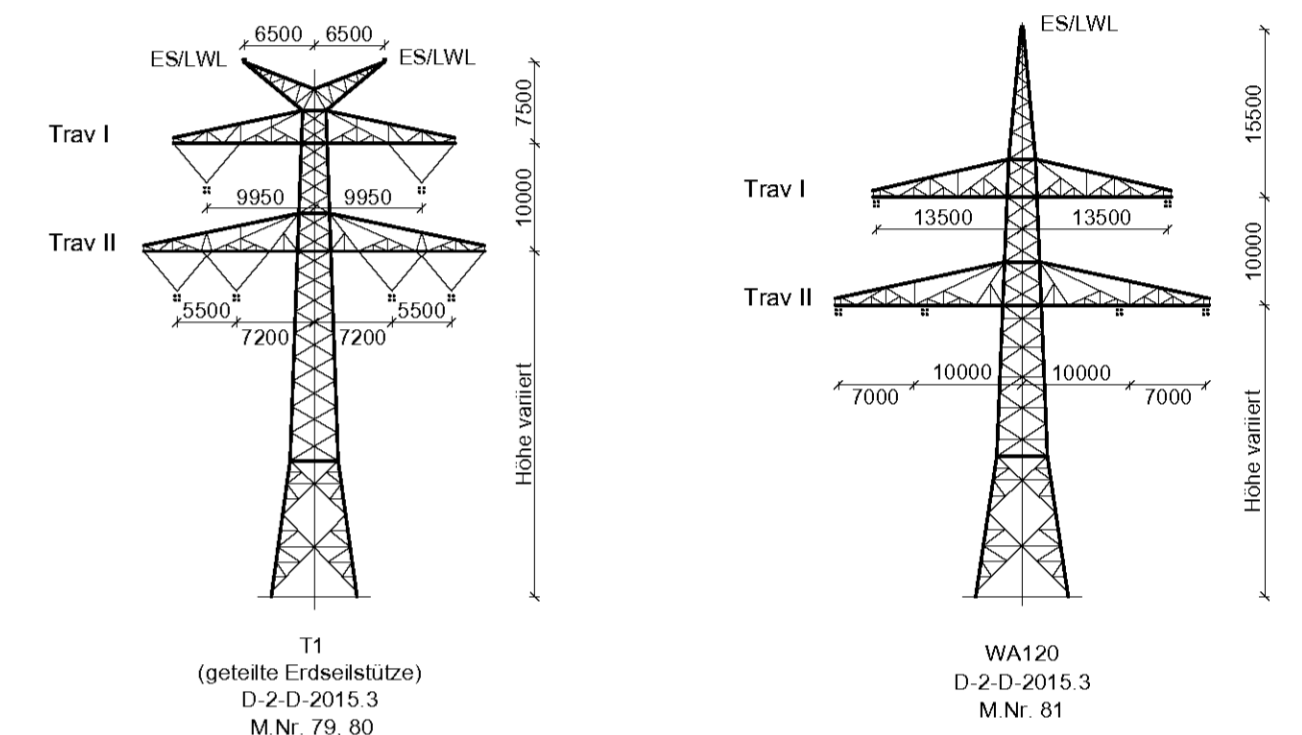 6500 6500
ES/LWL ES/LWL
Trav I
7500
9950 9950
10000
Trav II
5500 5500
7200 7200
Höhe variiert
T1
(geteilte Erdseilstütze)
D-2-D-2015.3
M.Nr. 79, 80
ES/LWL
15500
Trav I
13500 13500
10000
Trav II
10000 10000
7000 7000
Höhe variiert
WA120
D-2-D-2015.3
M.Nr. 81